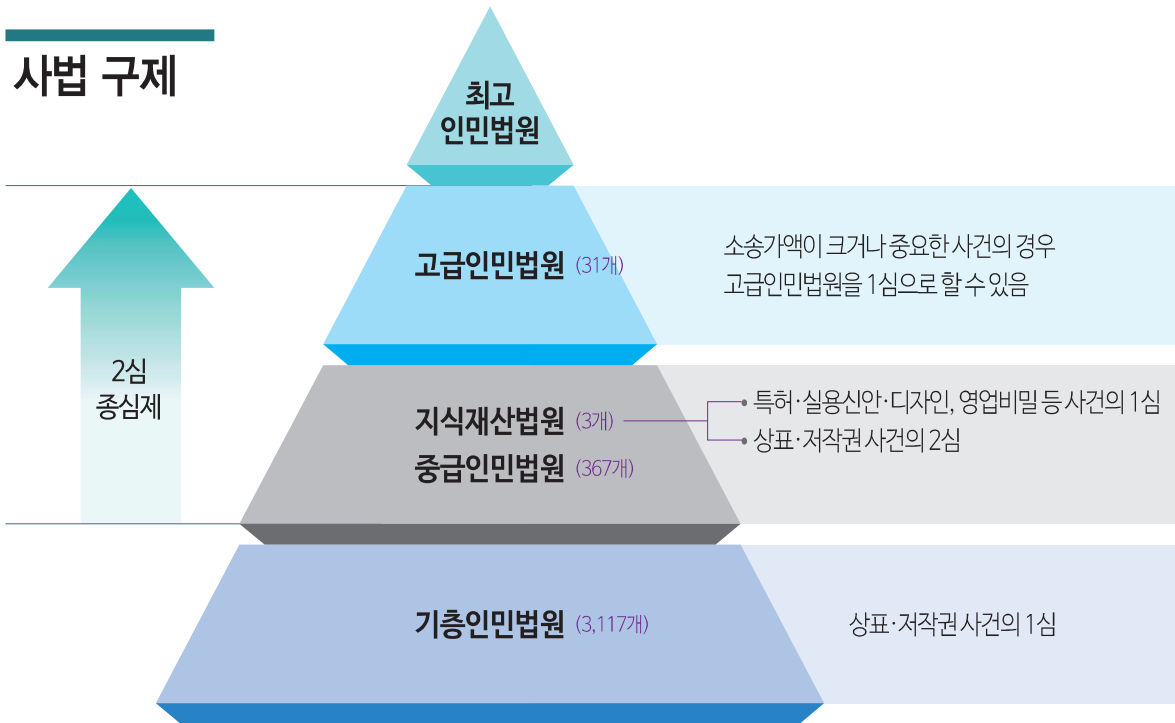 사법 구제
최고
인민법원
고급인민법원 (31개)
소송가액이 크거나 중요한 사건의 경우
고급인민법원을 1심으로 할 수 있음
2심
종심제
지식재산법원 (3개)
특허·실용신안·디자인, 영업비밀 등 사건의 1심
상표·저작권 사건의 2심
중급인민법원 (367개)
기층인민법원 (3,117개)
상표·저작권 사건의 1심